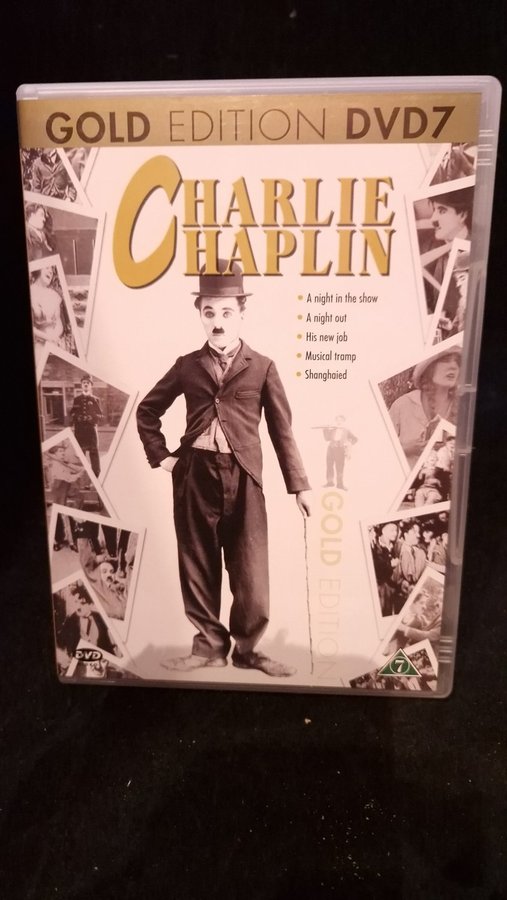 GOLD EDITION DVD7
CHARLIE
CHAPLIN
A night in the show
A night out
His new job
Musical tramp
Shanghaied
GOLD EDITION
DVD
7